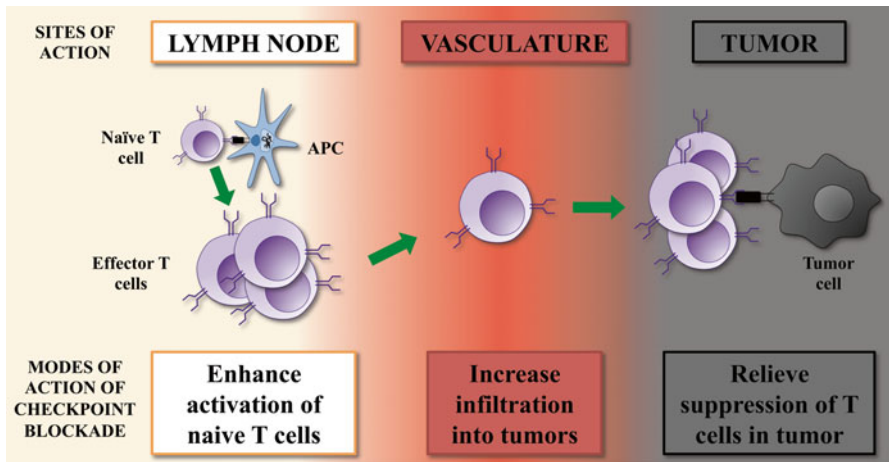 SITES OF
ACTION
LYMPH NODE
VASCULATURE
TUMOR
Naïve T
cell
APC
Effector T
cells
Tumor
cell
MODES OF
ACTION OF
CHECKPOINT
BLOCKADE
Enhance
activation of
naive T cells
Increase
infiltration
into tumors
Relieve
suppression of T
cells in tumor